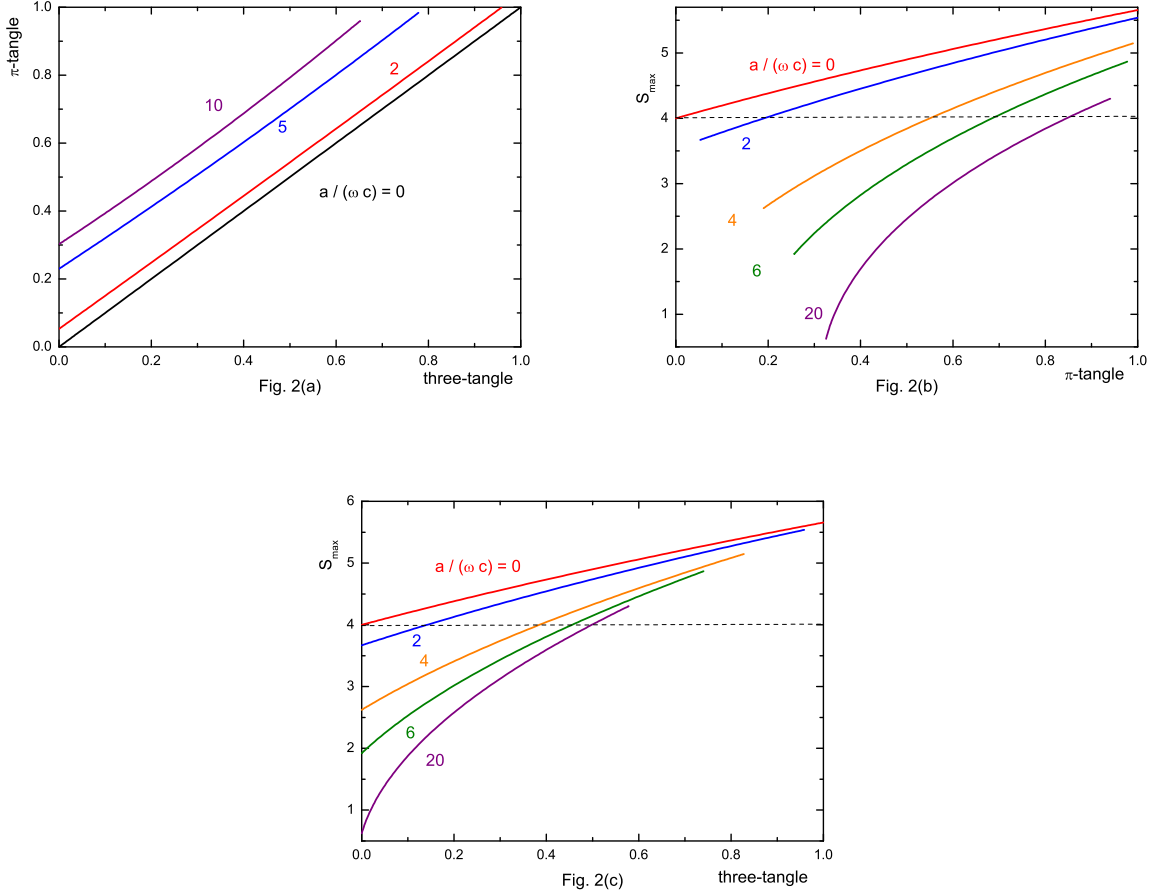 1.0
0.8
0.6
0.4
0.2
0.0
π-tangle
10
5
2
a / (ω c) = 0
0.0 0.2 0.4 0.6 0.8 1.0
three-tangle
Fig. 2(a)
5
4
3
2
1
S_max
a / (ω c) = 0
2
4
6
20
0.0 0.2 0.4 0.6 0.8 1.0
π-tangle
Fig. 2(b)
6
5
4
3
2
1
S_max
a / (ω c) = 0
2
4
6
20
0.0 0.2 0.4 0.6 0.8 1.0
three-tangle
Fig. 2(c)